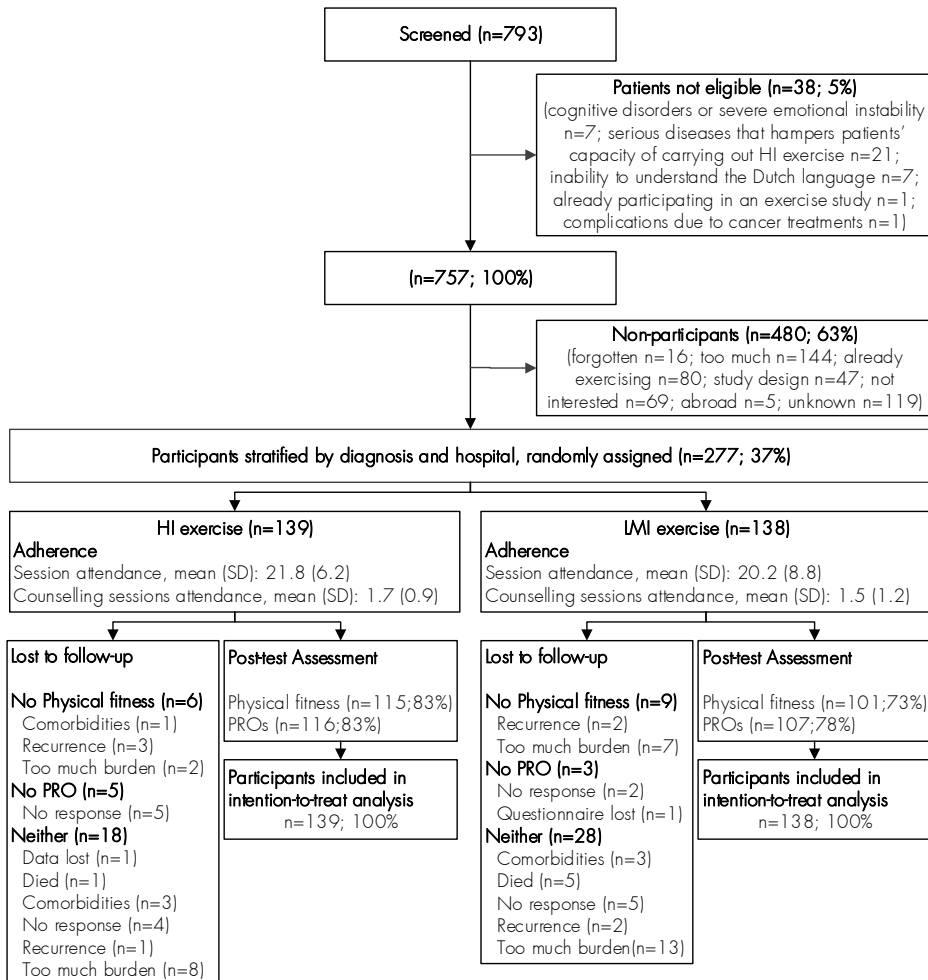 Screened (n=793)
Patients not eligible (n=38; 5%)
(cognitive disorders or severe emotional instability
n=7; serious diseases that hampers patients'
capacity of carrying out HI exercise n=21;
inability to understand the Dutch language n=7;
already participating in an exercise study n=1;
complications due to cancer treatments n=1)
(n=757; 100%)
Non-participants (n=480; 63%)
(forgotten n=16; too much n=144; already
exercising n=80; study design n=47; not
interested n=69; abroad n=5; unknown n=119)
Participants stratified by diagnosis and hospital, randomly assigned (n=277; 37%)
HI exercise (n=139)
Adherence
Session attendance, mean (SD): 21.8 (6.2)
Counselling sessions attendance, mean (SD): 1.7 (0.9)
LMI exercise (n=138)
Adherence
Session attendance, mean (SD): 20.2 (8.8)
Counselling sessions attendance, mean (SD): 1.5 (1.2)
Lost to follow-up
No Physical fitness (n=6)
Comorbidities (n=1)
Recurrence (n=3)
Too much burden (n=2)
No PRO (n=5)
No response (n=5)
Neither (n=18)
Data lost (n=1)
Died (n=1)
Comorbidities (n=3)
No response (n=4)
Recurrence (n=1)
Too much burden (n=8)
Post-test Assessment
Physical fitness (n=115;83%)
PROs (n=116;83%)
Participants included in
intention-to-treat analysis
n=139; 100%
Lost to follow-up
No Physical fitness (n=9)
Recurrence (n=2)
Too much burden (n=7)
No PRO (n=3)
No response (n=2)
Questionnaire lost (n=1)
Neither (n=28)
Comorbidities (n=3)
Died (n=5)
No response (n=5)
Recurrence (n=2)
Too much burden(n=13)
Post-test Assessment
Physical fitness (n=101;73%)
PROs (n=107;78%)
Participants included in
intention-to-treat analysis
n=138; 100%